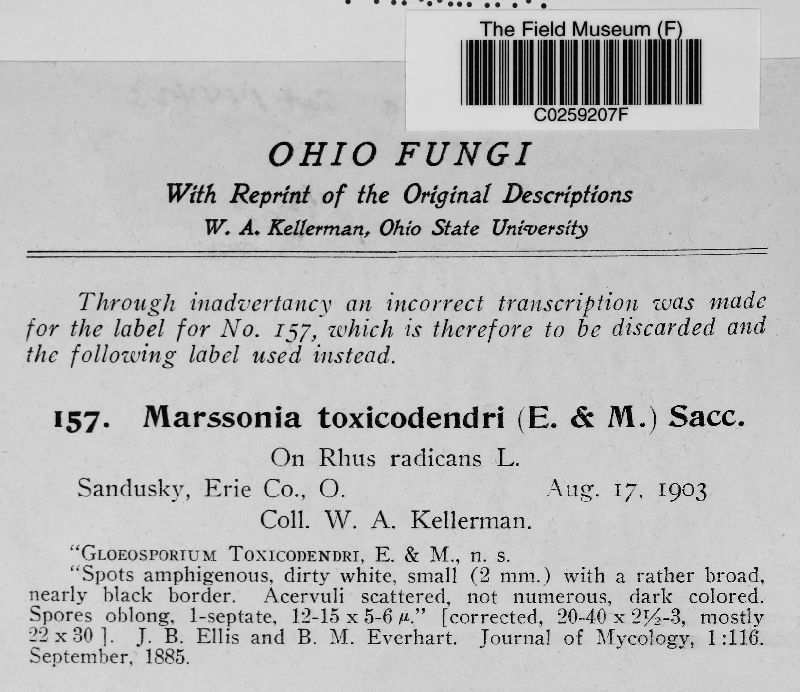 The Field Museum (F)
C0259207F
OHIO FUNGI
With Reprint of the Original Descriptions
W. A. Kellerman, Ohio State University
Through inadvertancy an incorrect transcription was made
for the label for No. 157, which is therefore to be discarded and
the following label used instead.
157. Marssonia toxicodendri (E. & M.) Sacc.
On Rhus radicans L.
Sandusky, Erie Co., O. Aug. 17, 1903
Coll. W. A. Kellerman.
"GLOEOSPORIUM TOXICODENDRI, E. & M., n. s.
"Spots amphigenous, dirty white, small (2 mm.) with a rather broad,
nearly black border. Acervuli scattered, not numerous, dark colored.
Spores oblong, 1-septate, 12-15 x 5-6 µ." [corrected, 20-40 x 2½-3, mostly
22 x 30 ]. J. B. Ellis and B. M. Everhart. Journal of Mycology, 1:116.
September, 1885.